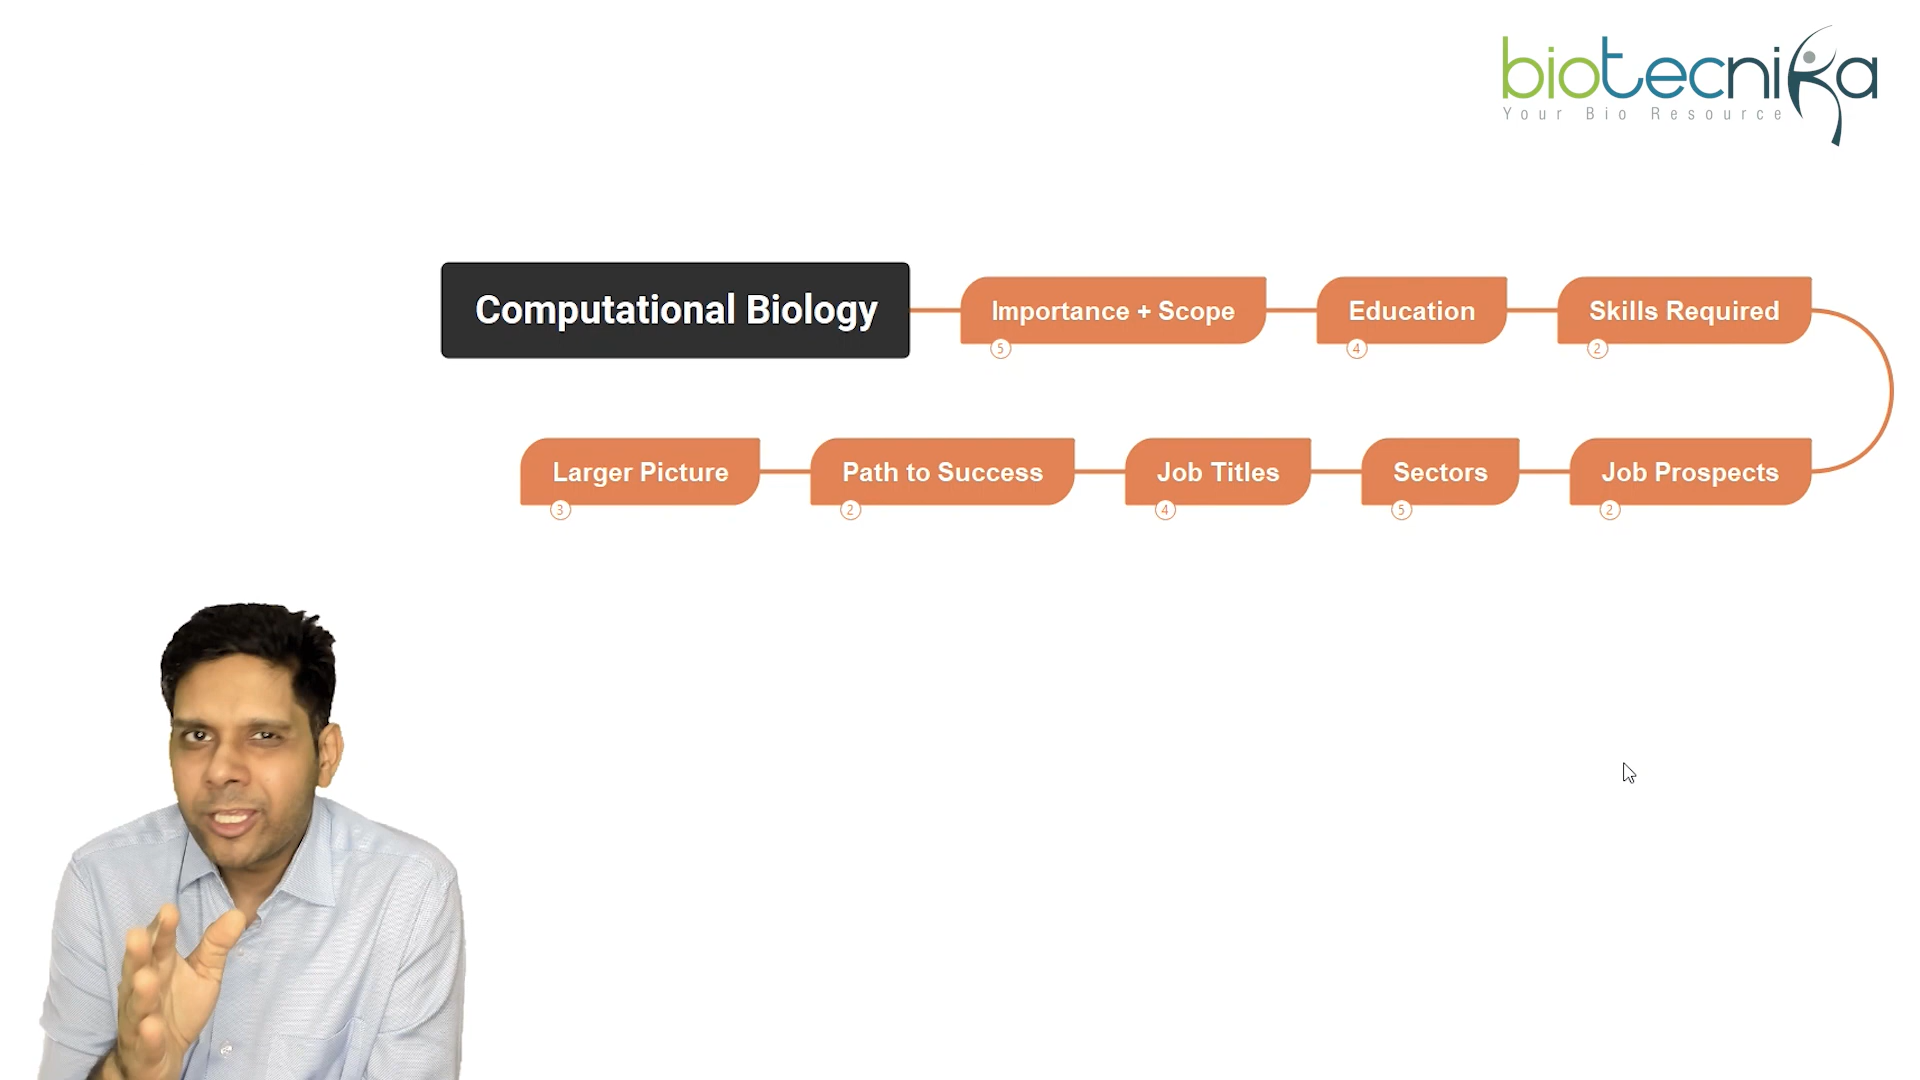 biotecnika
Your Bio Resource
Computational Biology
Importance + Scope
5
Education
4
Skills Required
2
Job Prospects
2
Sectors
5
Job Titles
4
Path to Success
2
Larger Picture
3